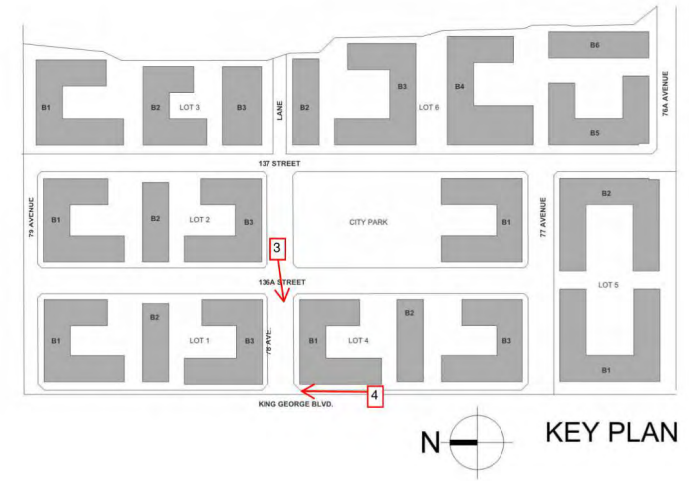 B6
B1
B2
LOT 3
B3
LANE
B2
B3
LOT 6
B4
B5
76A AVENUE
137 STREET
79 AVENUE
B1
B2
LOT 2
B3
CITY PARK
B1
77 AVENUE
B2
3
136A STREET
LOT 5
B1
B2
LOT 1
B3
78 AVE.
B1
LOT 4
B2
B3
B1
4
KING GEORGE BLVD.
N
KEY PLAN